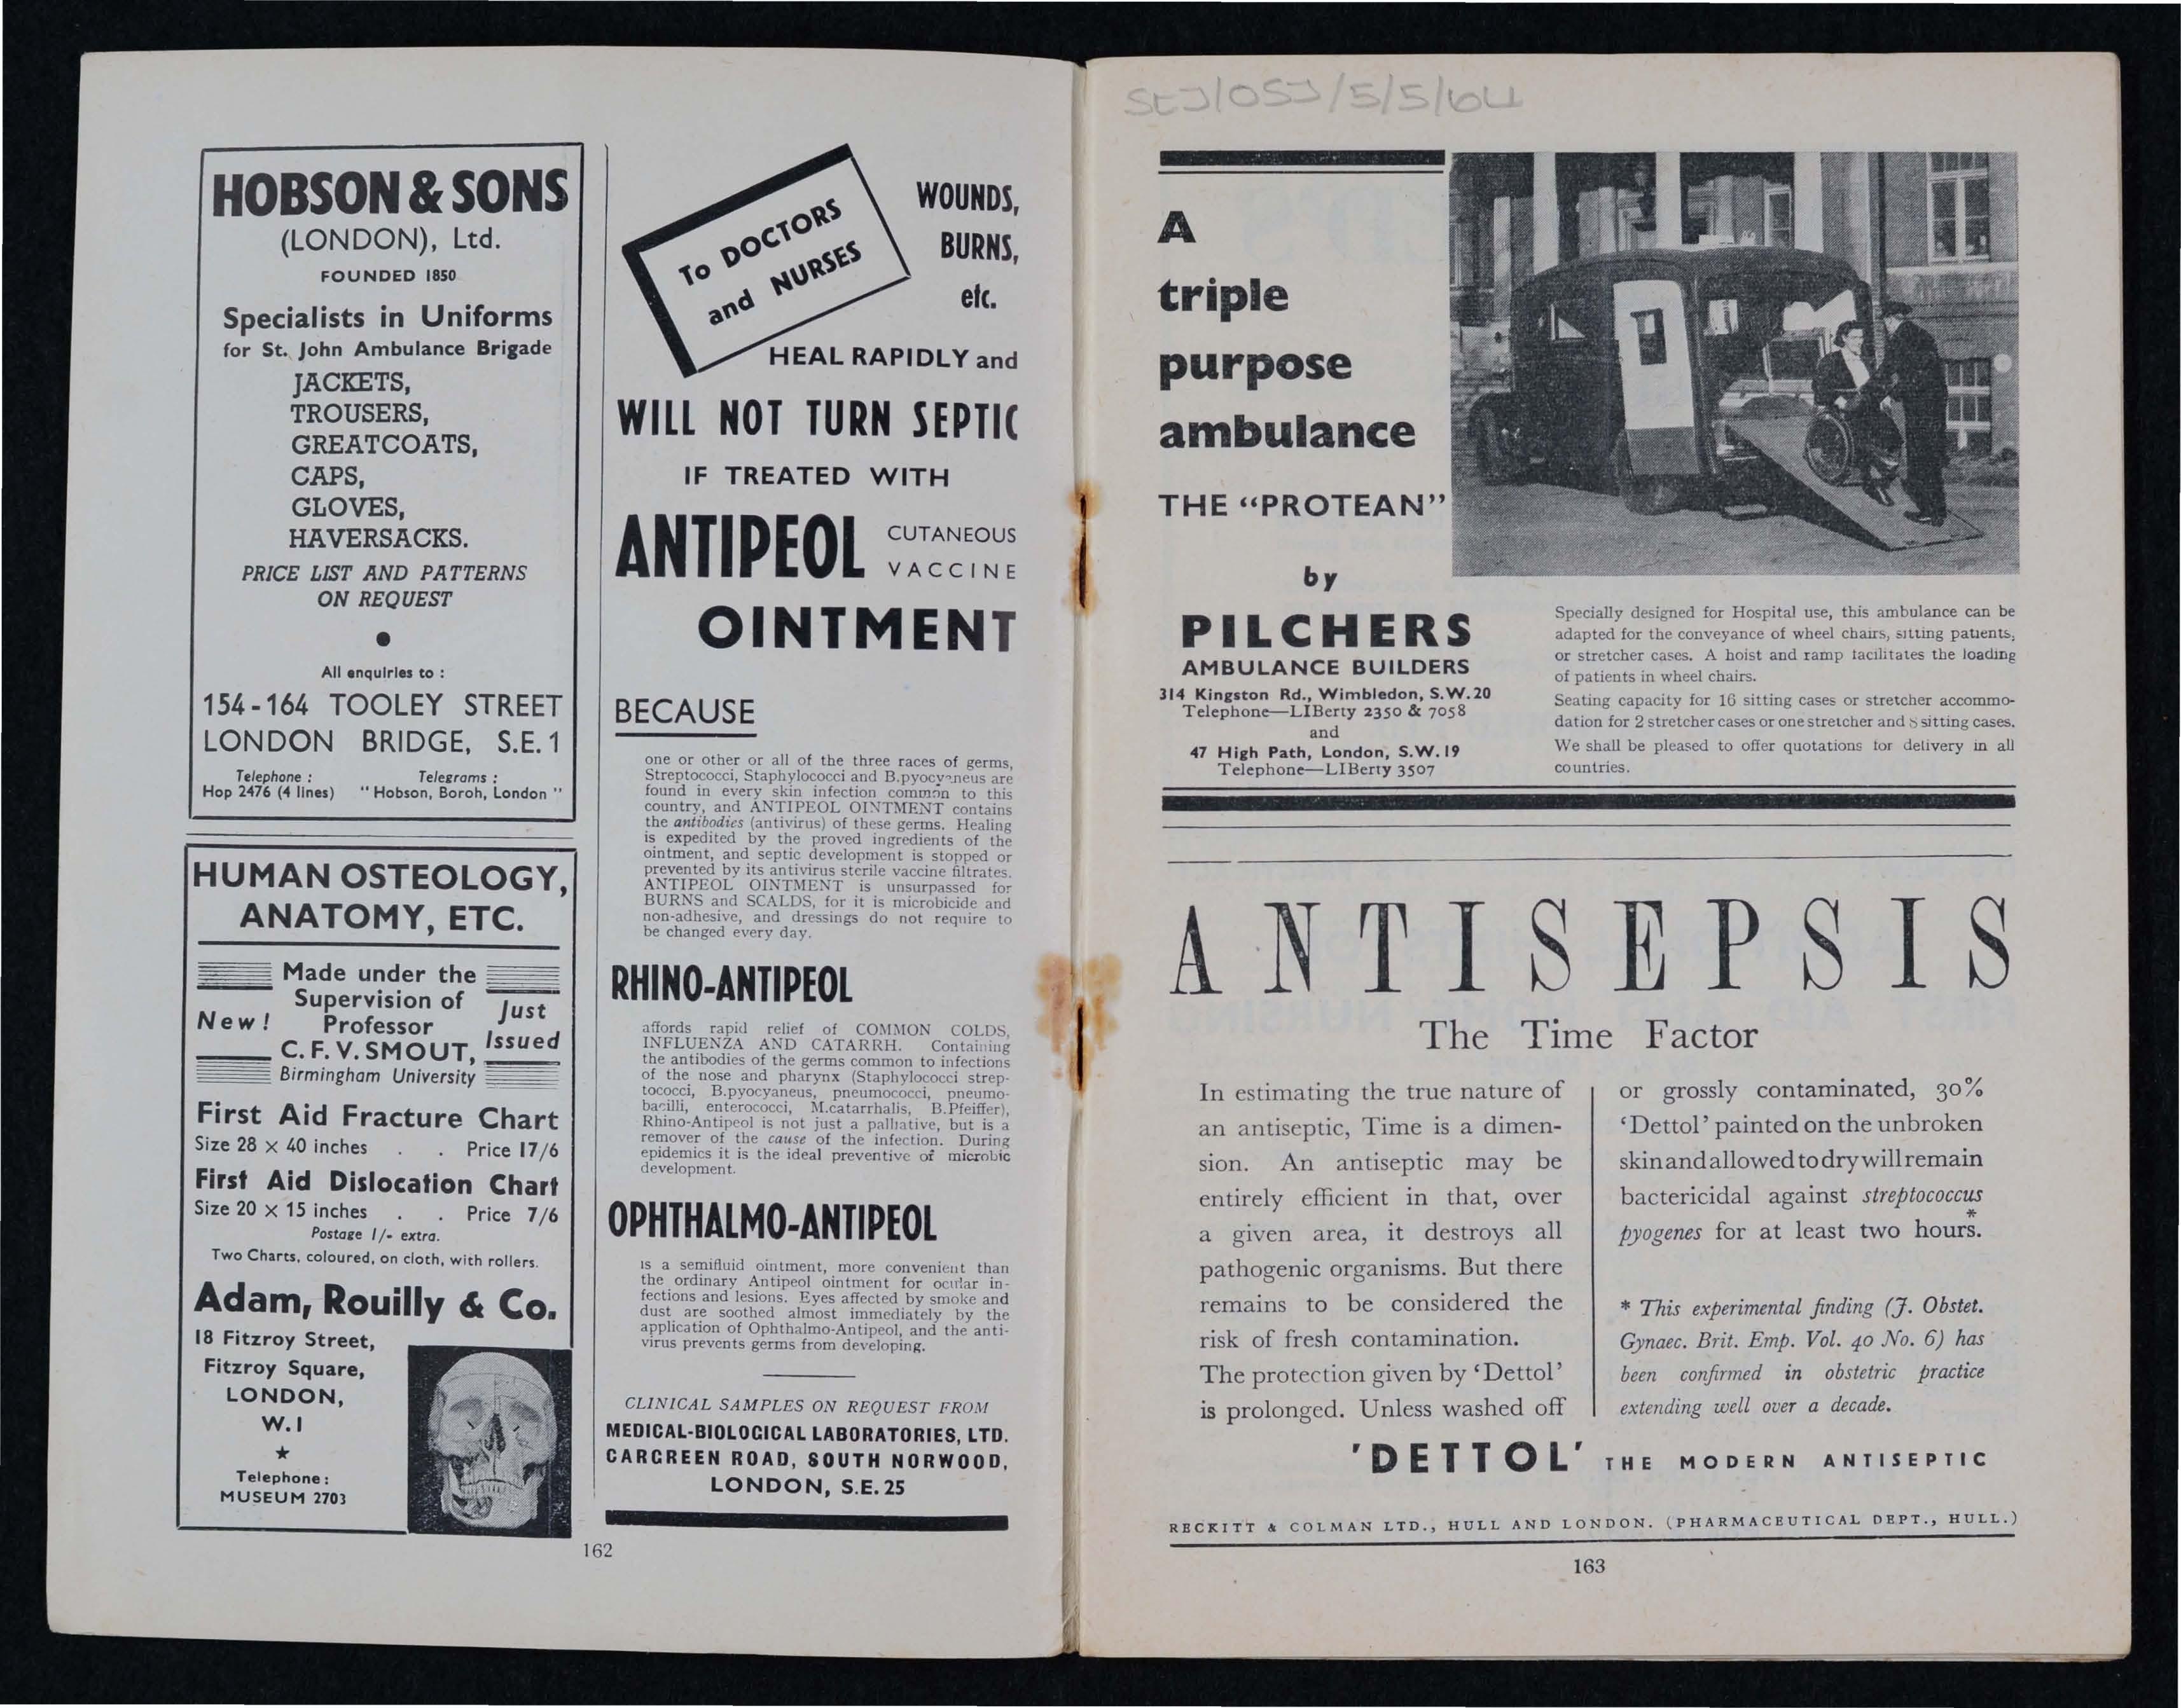 HOBSON & SONS
(LONDON), Ltd.
FOUNDED 1850
Specialists in Uniforms
for St. John Ambulance Brigade
JACKETS,
TROUSERS,
GREATCOATS,
CAPS,
GLOVES,
HAVERSACKS.
PRICE LIST AND PATTERNS
ON REQUEST
All enquiries to :
154-164 TOOLEY STREET
LONDON BRIDGE, S.E. 1
Telephone : Telegrams :
Hop 2476 (4 lines) "Hobson, Boroh, London"
HUMAN OSTEOLOGY,
ANATOMY, ETC.
Made under the
Supervision of
New! Professor Just
C. F. V. SMOUT, Issued
Birmingham University
First Aid Fracture Chart
Size 28 × 40 inches . . Price 17/6
First Aid Dislocation Chart
Size 20 × 15 inches . . Price 7/6
Postage 1/- extra.
Two Charts, coloured, on cloth, with rollers.
Adam, Rouilly & Co.
18 Fitzroy Street,
Fitzroy Square,
LONDON,
W.1
★
Telephone :
MUSEUM 2703
To DOCTORS
and NURSES
WOUNDS,
BURNS,
etc.
HEAL RAPIDLY and
WILL NOT TURN SEPTIC
IF TREATED WITH
ANTIPEOL CUTANEOUS
VACCINE
OINTMENT
BECAUSE
one or other or all of the three races of germs,
Streptococci, Staphylococci and B.pyocyaneus are
found in every skin infection common to this
country, and ANTIPEOL OINTMENT contains
the antibodies (antivirus) of these germs. Healing
is expedited by the proved ingredients of the
ointment, and septic development is stopped or
prevented by its antivirus sterile vaccine filtrates.
ANTIPEOL OINTMENT is unsurpassed for
BURNS and SCALDS, for it is microbicide and
non-adhesive, and dressings do not require to
be changed every day.
RHINO-ANTIPEOL
affords rapid relief of COMMON COLDS,
INFLUENZA AND CATARRH. Containing
the antibodies of the germs common to infections
of the nose and pharynx (Staphylococci strep-
tococci, B.pyocyaneus, pneumococci, pneumo-
bacilli, enterococci, M.catarrhalis, B.Pfeiffer),
Rhino-Antipeol is not just a palliative, but is a
remover of the cause of the infection. During
epidemics it is the ideal preventive of microbic
development.
OPHTHALMO-ANTIPEOL
is a semifluid ointment, more convenient than
the ordinary Antipeol ointment for ocular in-
fections and lesions. Eyes affected by smoke and
dust are soothed almost immediately by the
application of Ophthalmo-Antipeol, and the anti-
virus prevents germs from developing.
CLINICAL SAMPLES ON REQUEST FROM
MEDICAL-BIOLOGICAL LABORATORIES, LTD.
CARGREEN ROAD, SOUTH NORWOOD,
LONDON, S.E. 25
162
StJ/OSJ/5/5/64
A
triple
purpose
ambulance
THE "PROTEAN"
by
PILCHERS
AMBULANCE BUILDERS
314 Kingston Rd., Wimbledon, S.W.20
Telephone—LIBerty 2350 & 7058
and
47 High Path, London, S.W.19
Telephone—LIBerty 3507
Specially designed for Hospital use, this ambulance can be
adapted for the conveyance of wheel chairs, sitting patients,
or stretcher cases. A hoist and ramp facilitates the loading
of patients in wheel chairs.
Seating capacity for 16 sitting cases or stretcher accommo-
dation for 2 stretcher cases or one stretcher and 8 sitting cases.
We shall be pleased to offer quotations for delivery in all
countries.
ANTISEPSIS
The Time Factor
In estimating the true nature of
an antiseptic, Time is a dimen-
sion. An antiseptic may be
entirely efficient in that, over
a given area, it destroys all
pathogenic organisms. But there
remains to be considered the
risk of fresh contamination.
The protection given by 'Dettol'
is prolonged. Unless washed off
or grossly contaminated, 30%
'Dettol' painted on the unbroken
skin and allowed to dry will remain
bactericidal against streptococcus
pyogenes for at least two hours.*
* This experimental finding (J. Obstet.
Gynaec. Brit. Emp. Vol. 40 No. 6) has
been confirmed in obstetric practice
extending well over a decade.
'DETTOL' THE MODERN ANTISEPTIC
RECKITT & COLMAN LTD., HULL AND LONDON. (PHARMACEUTICAL DEPT., HULL.)
163